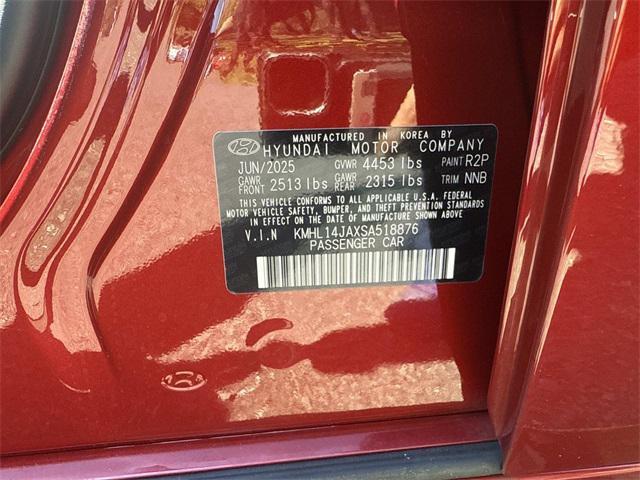 MANUFACTURED IN KOREA BY
HYUNDAI MOTOR COMPANY
JUN/2025 GVWR 4453 lbs PAINT R2P
GAWR FRONT 2513 lbs GAWR REAR 2315 lbs TRIM NNB
THIS VEHICLE CONFORMS TO ALL APPLICABLE U.S.A. FEDERAL
MOTOR VEHICLE SAFETY, BUMPER, AND THEFT PREVENTION STANDARDS
IN EFFECT ON THE DATE OF MANUFACTURE SHOWN ABOVE.
V.I.N KMHL14JAXSA518876
PASSENGER CAR